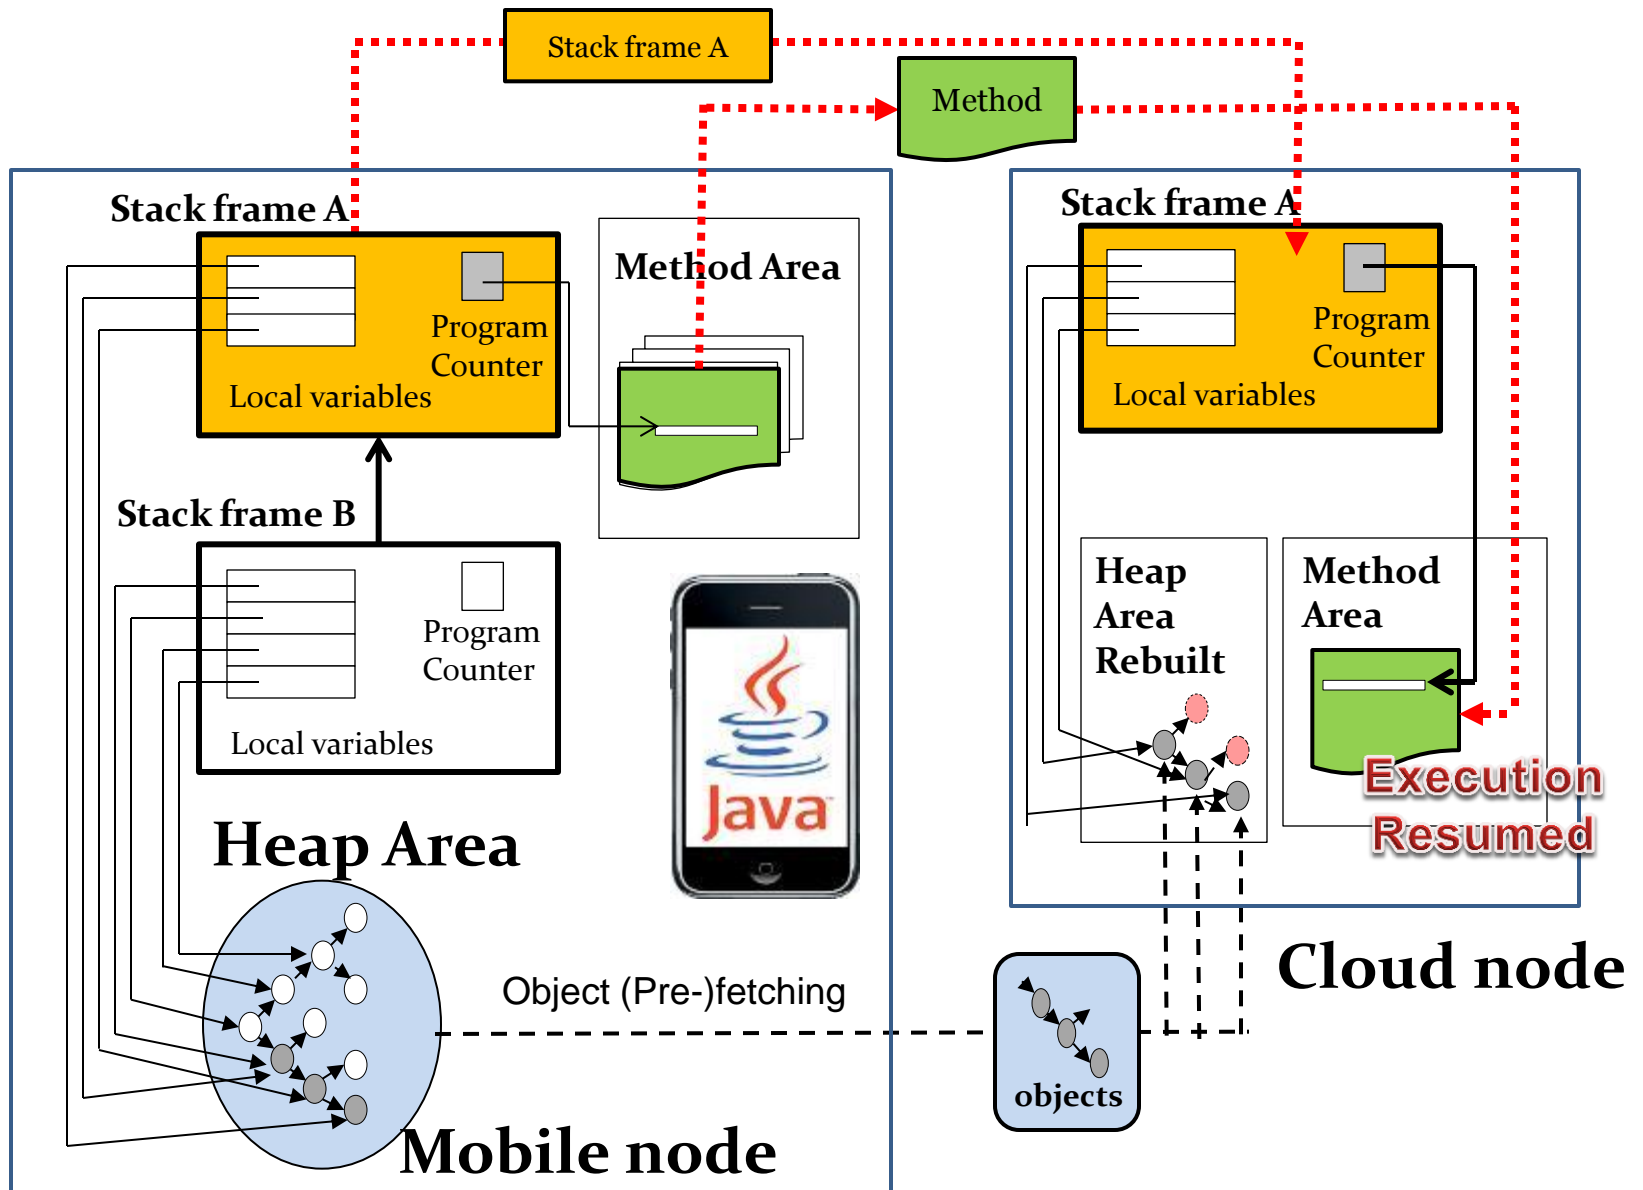 Stack frame A
Method
Stack frame A
Method Area
Program
Counter
Local variables
Stack frame B
Program
Counter
Local variables
Java
Heap Area
Object (Pre-)fetching
Mobile node
Stack frame A
Program
Counter
Local variables
Heap
Area
Rebuilt
Method
Area
Execution
Resumed
Cloud node
objects